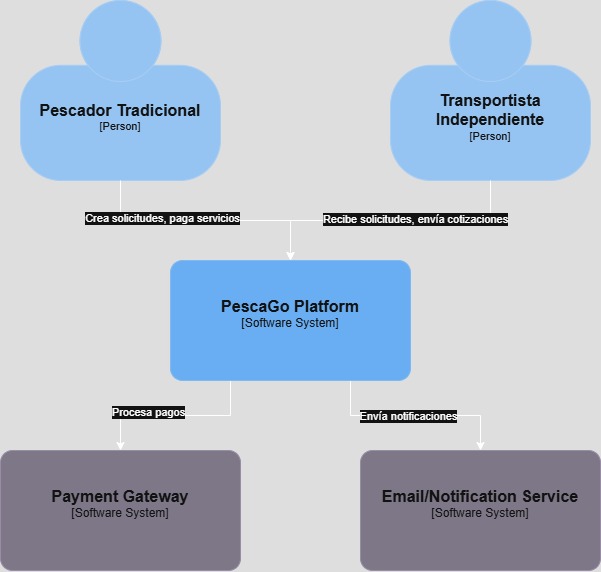 Pescador Tradicional
[Person]
Transportista
Independiente
[Person]
Crea solicitudes, paga servicios
Recibe solicitudes, envía cotizaciones
PescaGo Platform
[Software System]
Procesa pagos
Envía notificaciones
Payment Gateway
[Software System]
Email/Notification Service
[Software System]